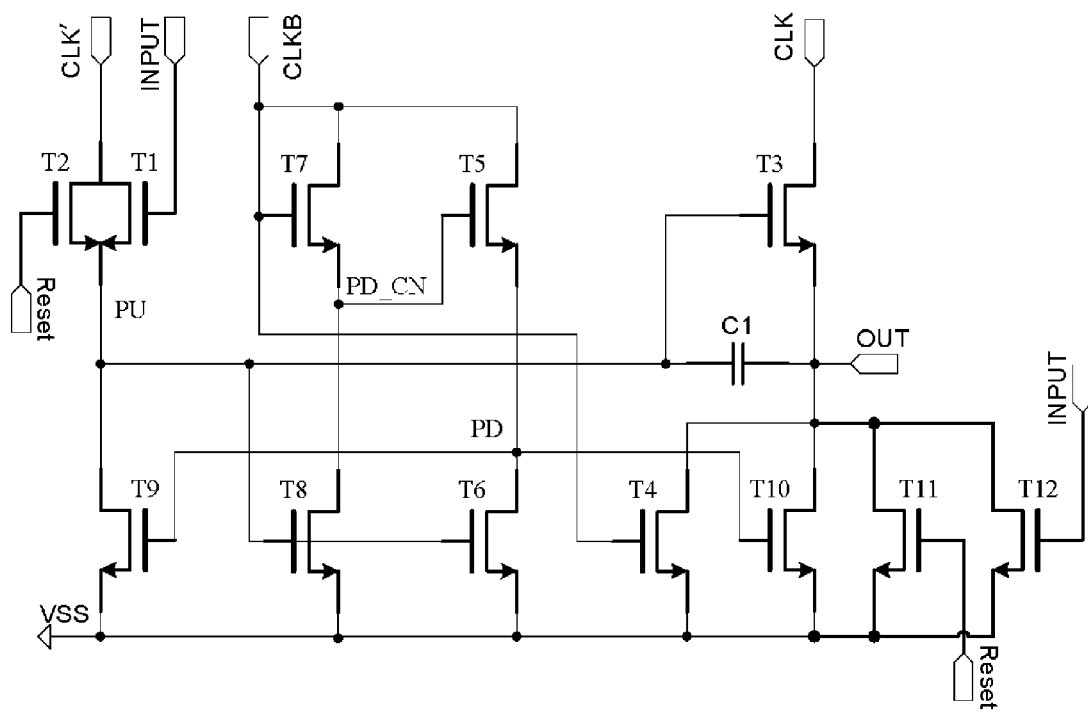 CLK'
INPUT
CLKB
CLK
T2
T1
T7
T5
T3
Reset
PU
PD_CN
C1
OUT
INPUT
PD
T9
T8
T6
T4
T10
T11
T12
VSS
Reset